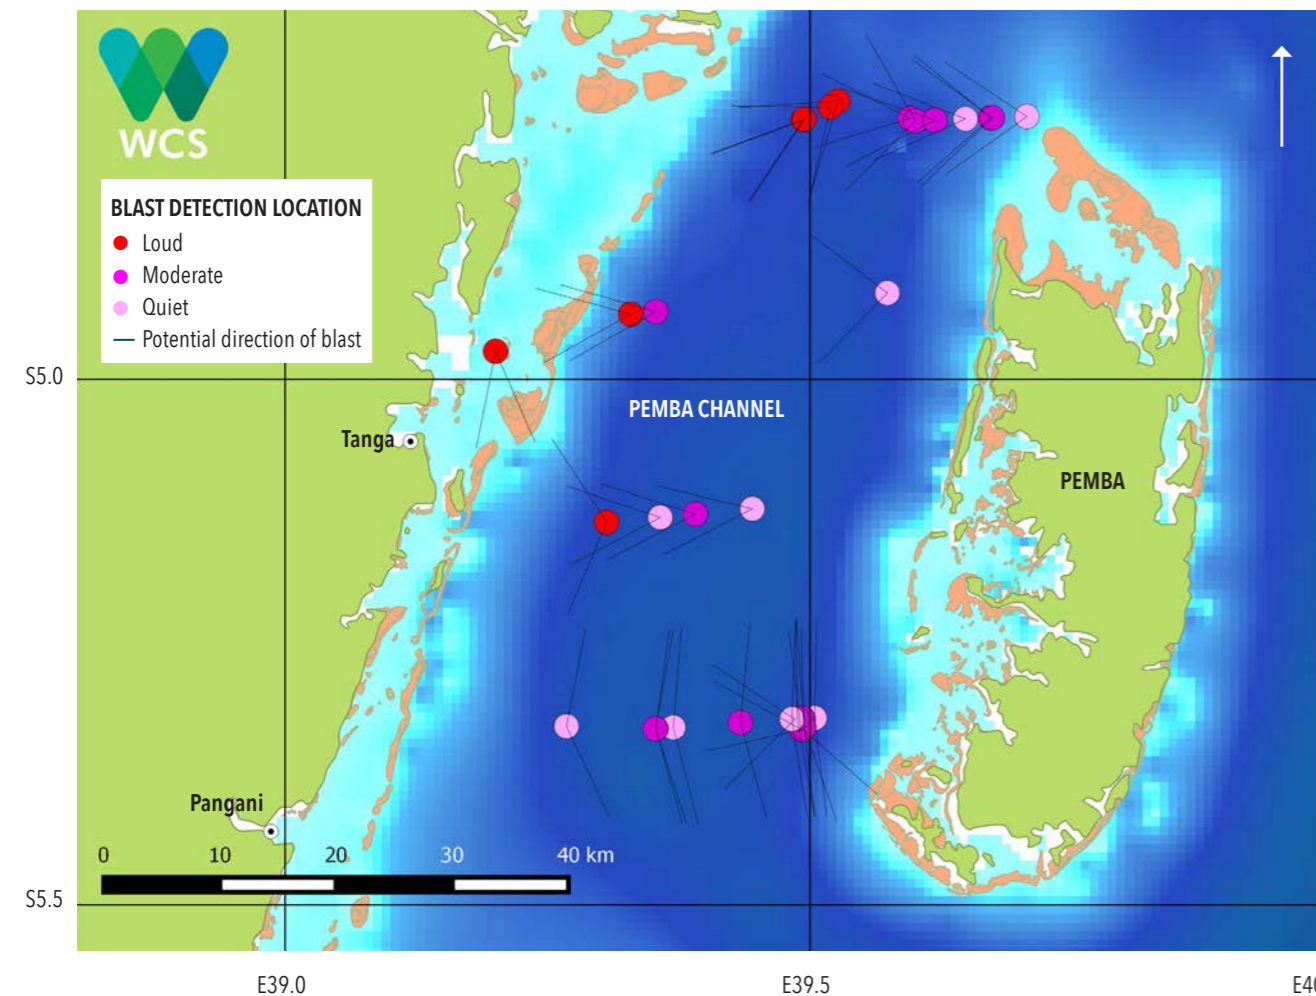 WCS
BLAST DETECTION LOCATION
Loud
Moderate
Quiet
Potential direction of blast
S5.0
PEMBA CHANNEL
Tanga
PEMBA
Pangani
0 10 20 30 40 km
S5.5
E39.0 E39.5